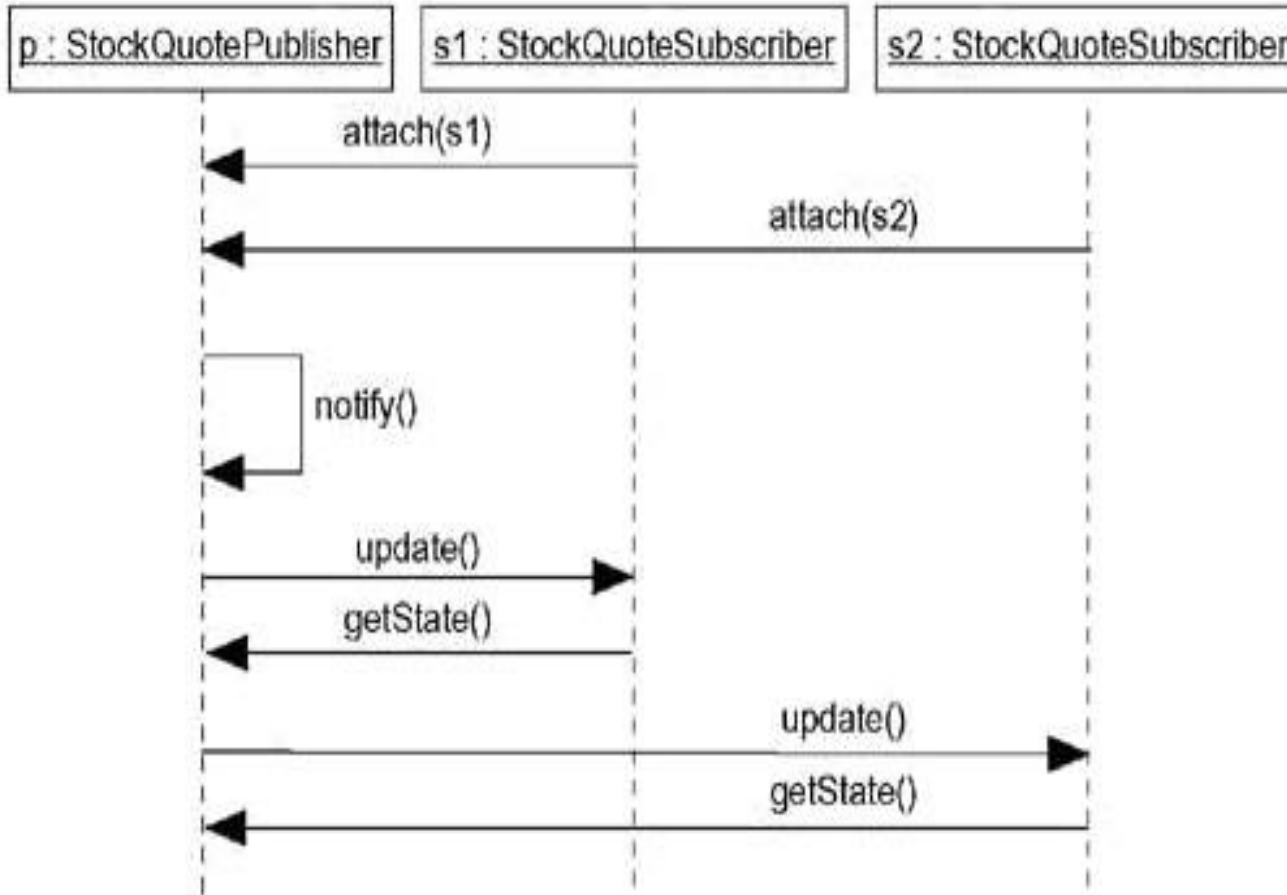 p : StockQuotePublisher
s1 : StockQuoteSubscriber
s2 : StockQuoteSubscriber
attach(s1)
attach(s2)
notify()
update()
getState()
update()
getState()